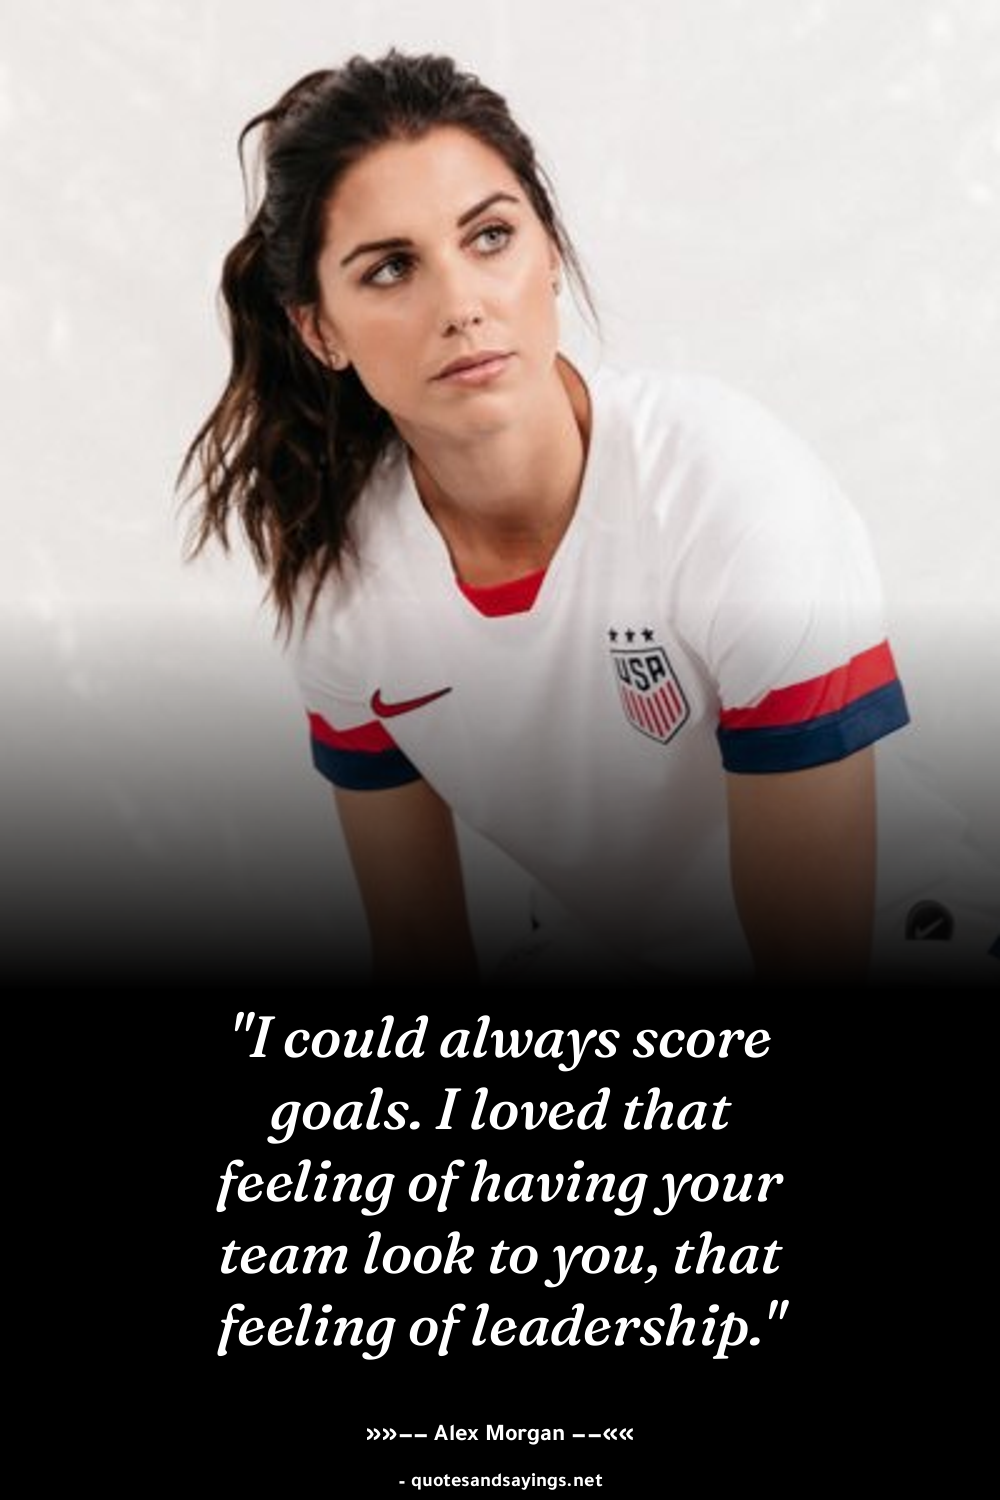 USA
"I could always score
goals. I loved that
feeling of having your
team look to you, that
feeling of leadership."
»»–– Alex Morgan ––««
- quotesandsayings.net